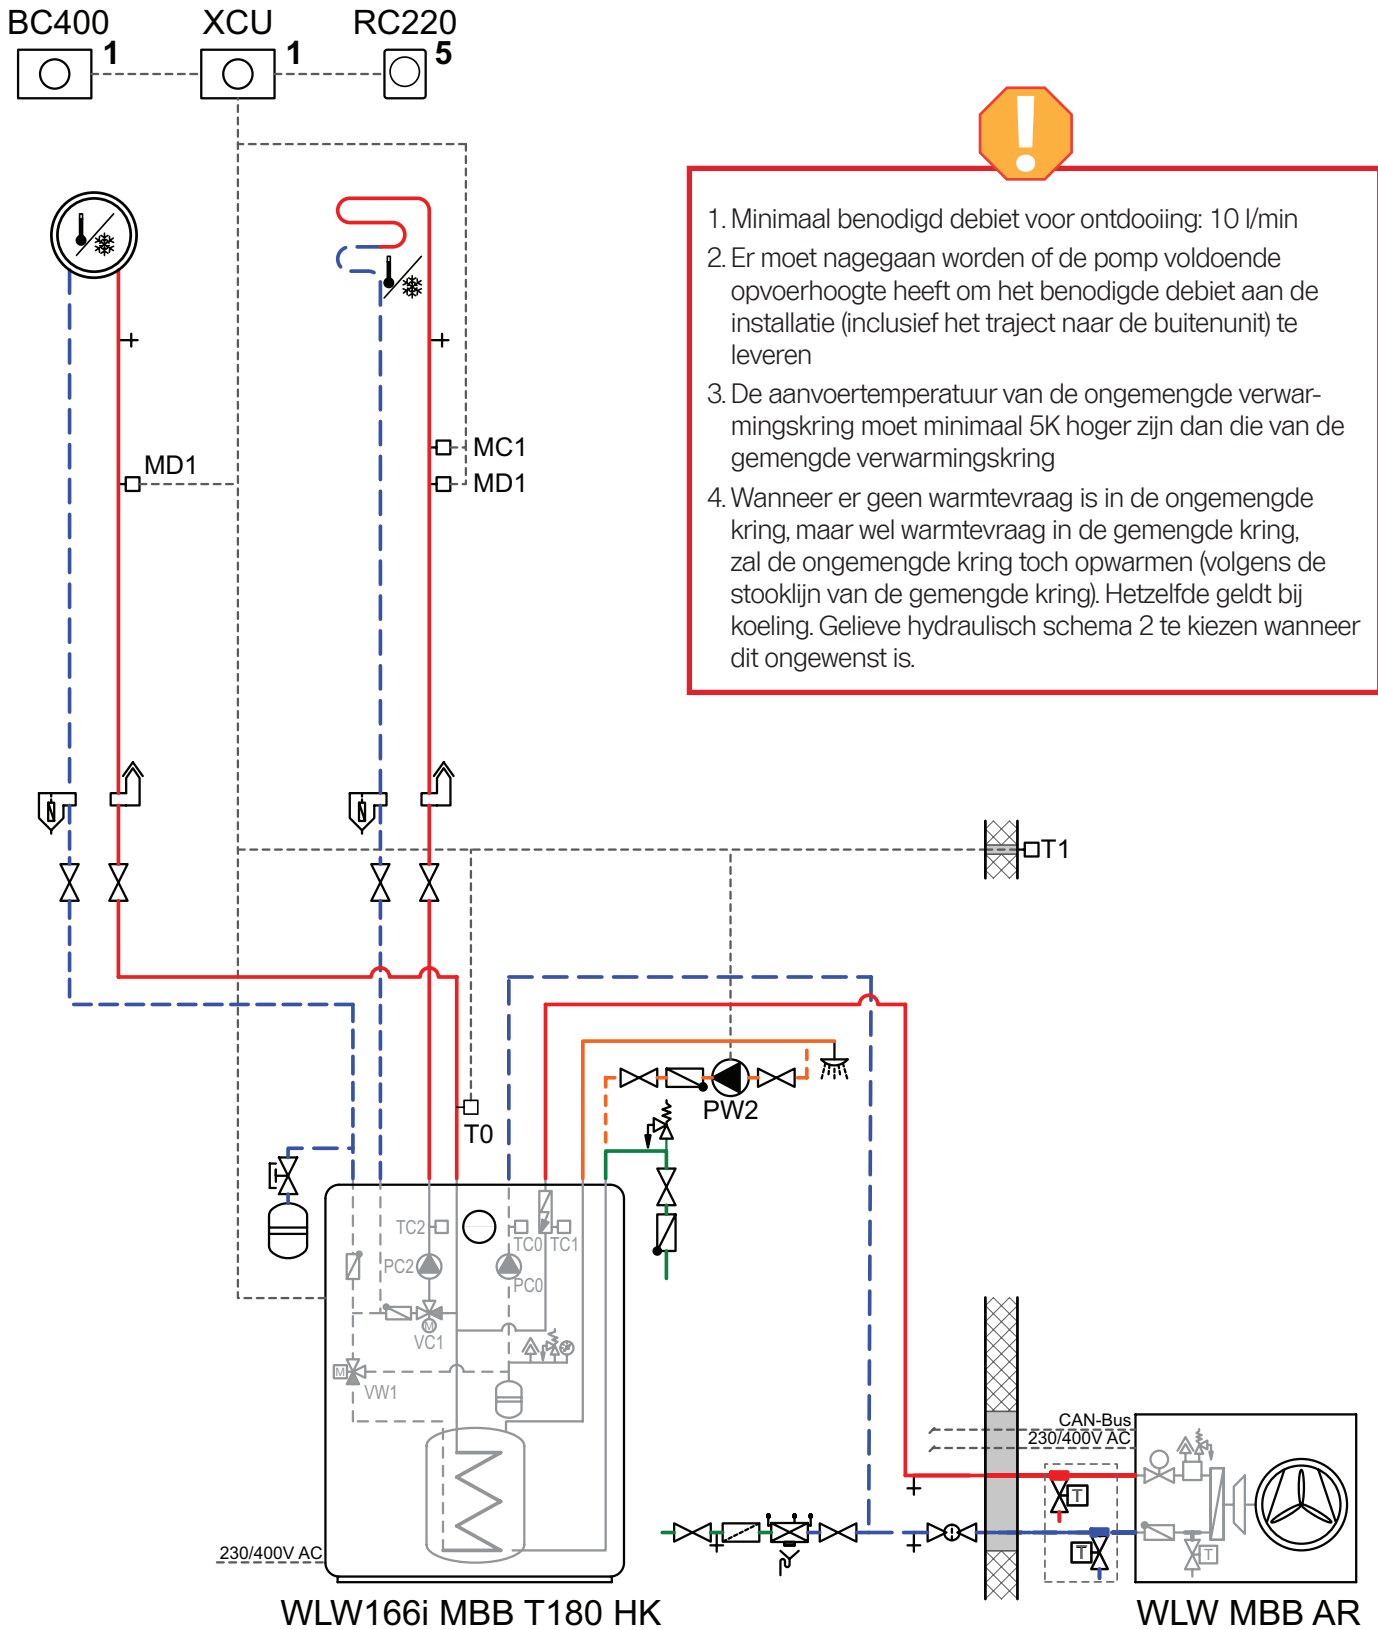 BC400
XCU
RC220
1
1
5
1. Minimaal benodigd debiet voor ontdooiing: 10 l/min
2. Er moet nagegaan worden of de pomp voldoende
opvoerhoogte heeft om het benodigde debiet aan de
installatie (inclusief het traject naar de buitenunit) te
leveren
3. De aanvoertemperatuur van de ongemengde verwar-
mingskring moet minimaal 5K hoger zijn dan die van de
gemengde verwarmingskring
4. Wanneer er geen warmtevraag is in de ongemengde
kring, maar wel warmtevraag in de gemengde kring,
zal de ongemengde kring toch opwarmen (volgens de
stooklijn van de gemengde kring). Hetzelfde geldt bij
koeling. Gelieve hydraulisch schema 2 te kiezen wanneer
dit ongewenst is.
MD1
MC1
MD1
T1
PW2
T0
TC2
TC0
TC1
PC2
PC0
M
VC1
M
VW1
CAN-Bus
230/400V AC
T
T
T
230/400V AC
WLW166i MBB T180 HK
WLW MBB AR